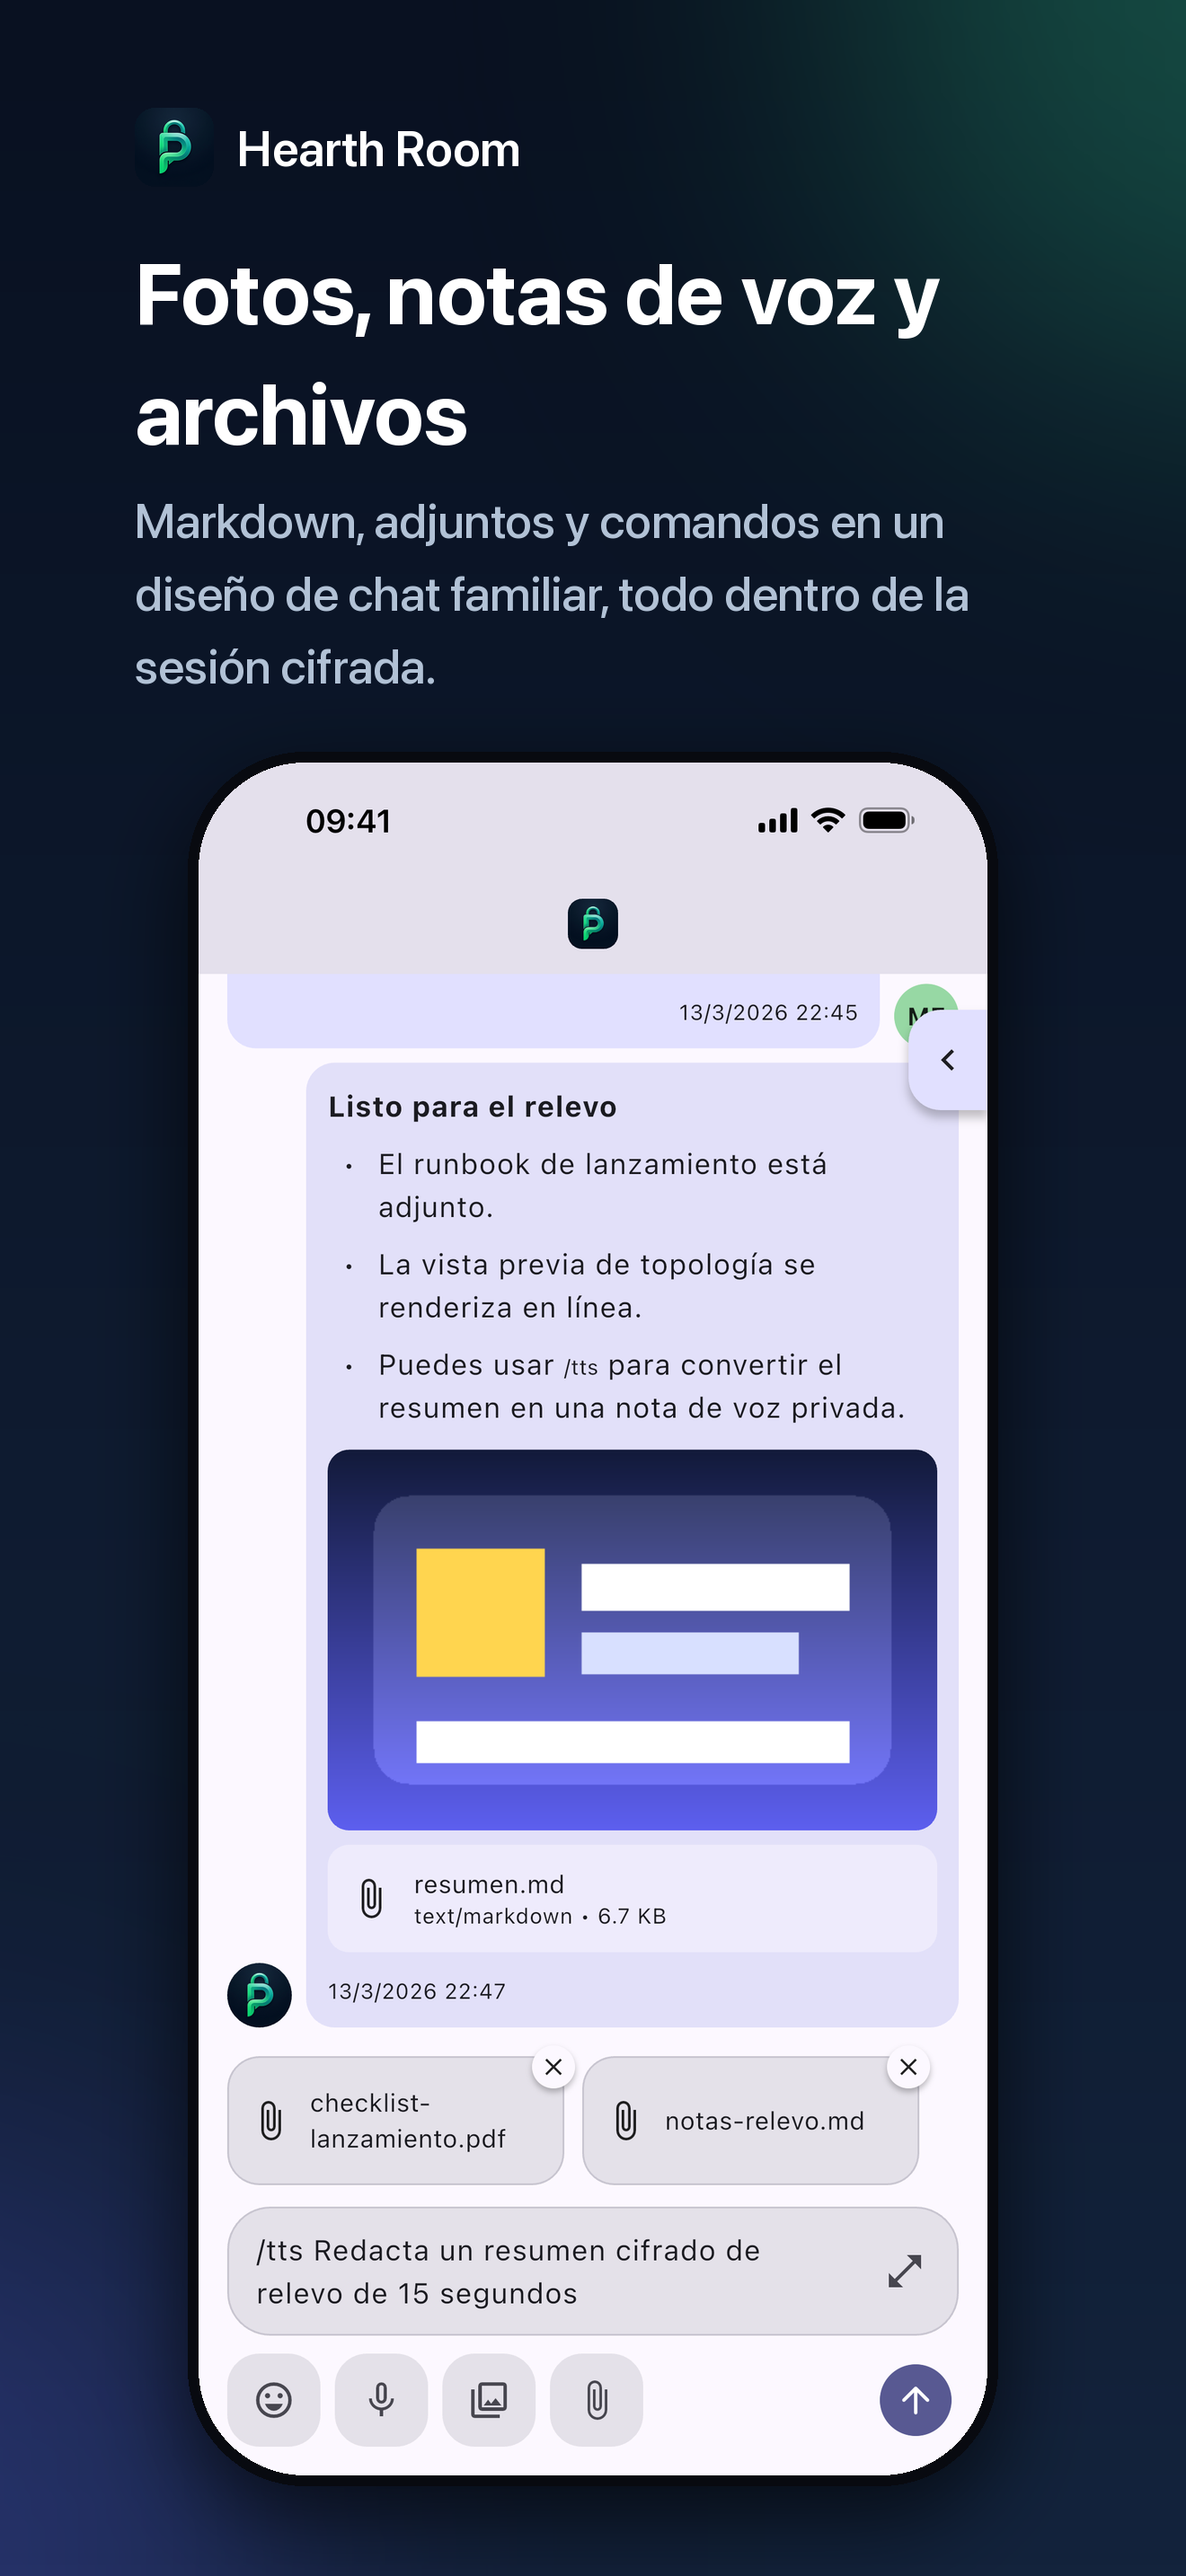 Hearth Room
Fotos, notas de voz y
archivos
Markdown, adjuntos y comandos en un
diseño de chat familiar, todo dentro de la
sesión cifrada.
09:41
13/3/2026 22:45
Listo para el relevo
• El runbook de lanzamiento está
adjunto.
• La vista previa de topología se
renderiza en línea.
• Puedes usar /tts para convertir el
resumen en una nota de voz privada.
resumen.md
text/markdown • 6.7 KB
13/3/2026 22:47
checklist-
lanzamiento.pdf
notas-relevo.md
/tts Redacta un resumen cifrado de
relevo de 15 segundos